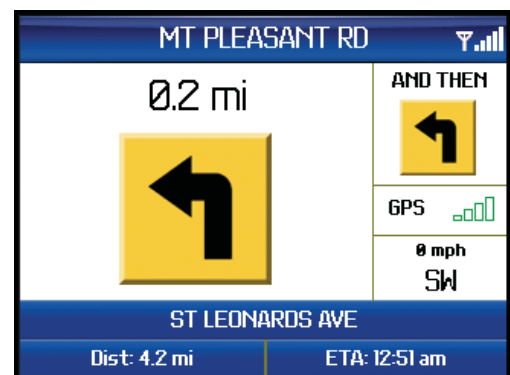 MT PLEASANT RD
0.2 mi
AND THEN
GPS
0 mph
SW
ST LEONARDS AVE
Dist: 4.2 mi
ETA: 12:51 am